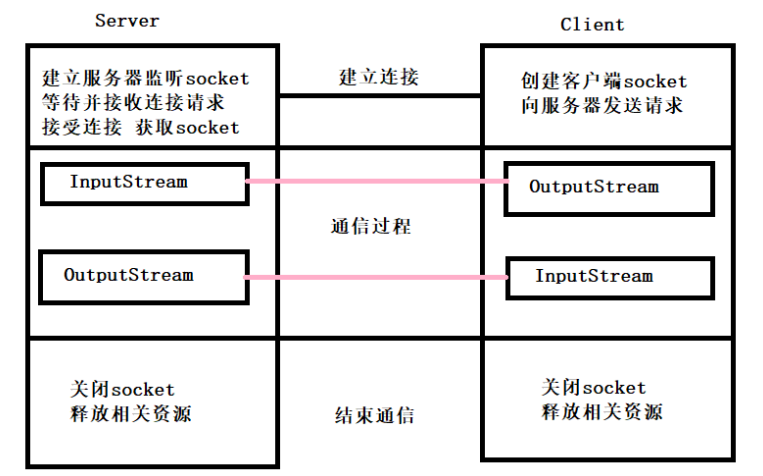 Server
Client
建立服务器监听socket
等待并接收连接请求
接受连接 获取socket
建立连接
创建客户端socket
向服务器发送请求
InputStream
OutputStream
通信过程
OutputStream
InputStream
关闭socket
释放相关资源
结束通信
关闭socket
释放相关资源